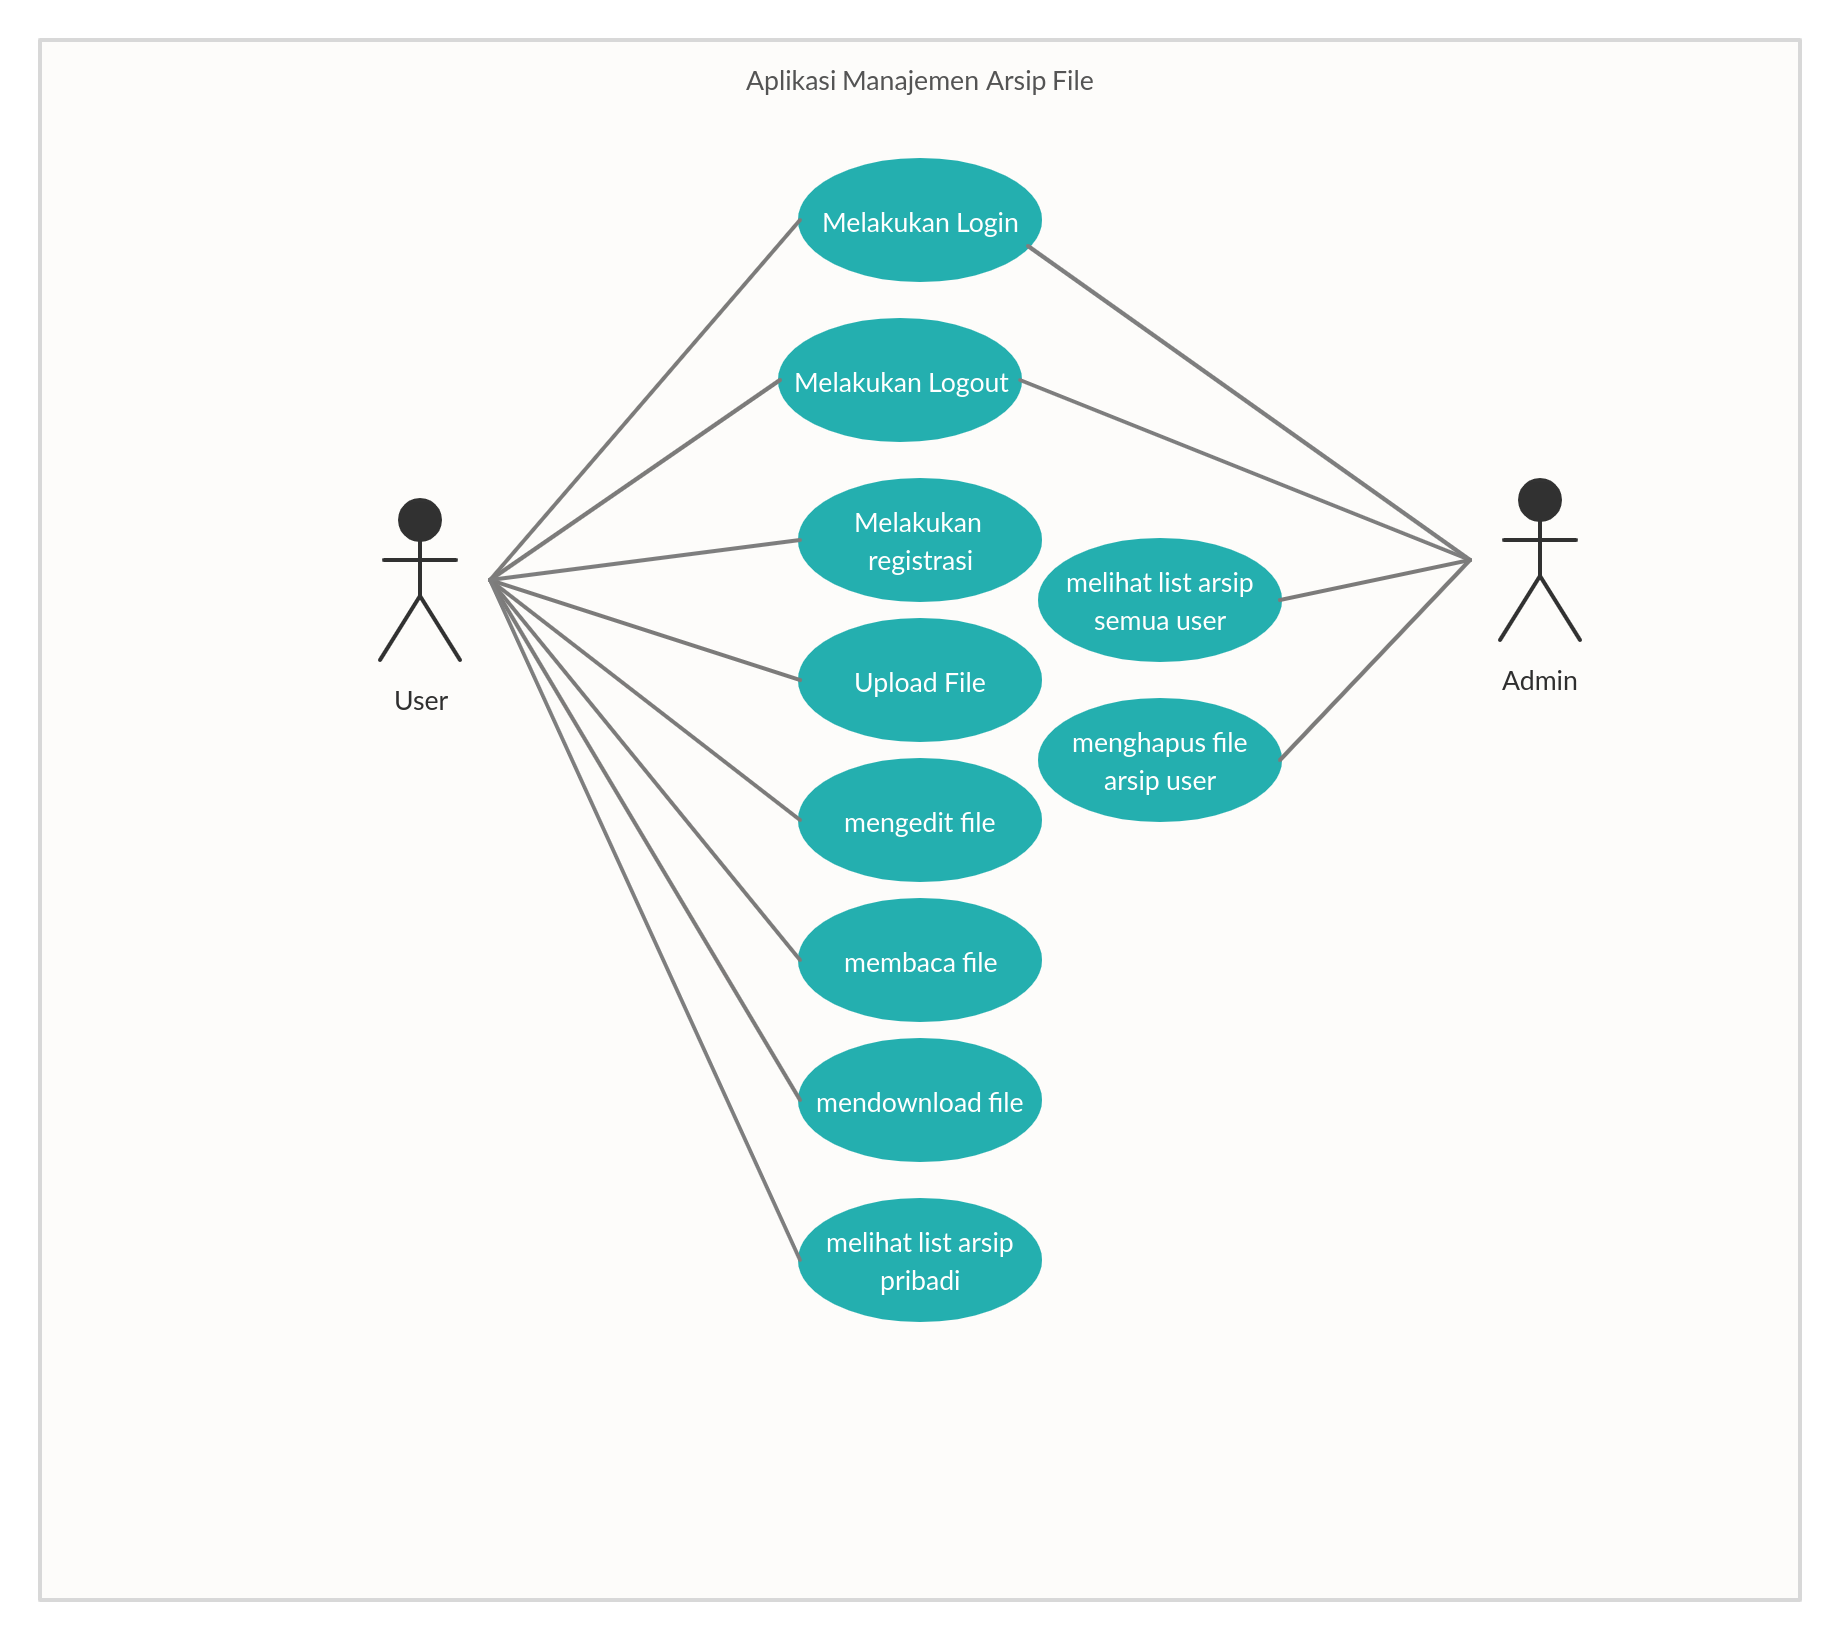 Aplikasi Manajemen Arsip File
Melakukan Login
Melakukan Logout
Melakukan
registrasi
melihat list arsip
semua user
Upload File
User
Admin
menghapus file
arsip user
mengedit file
membaca file
mendownload file
melihat list arsip
pribadi